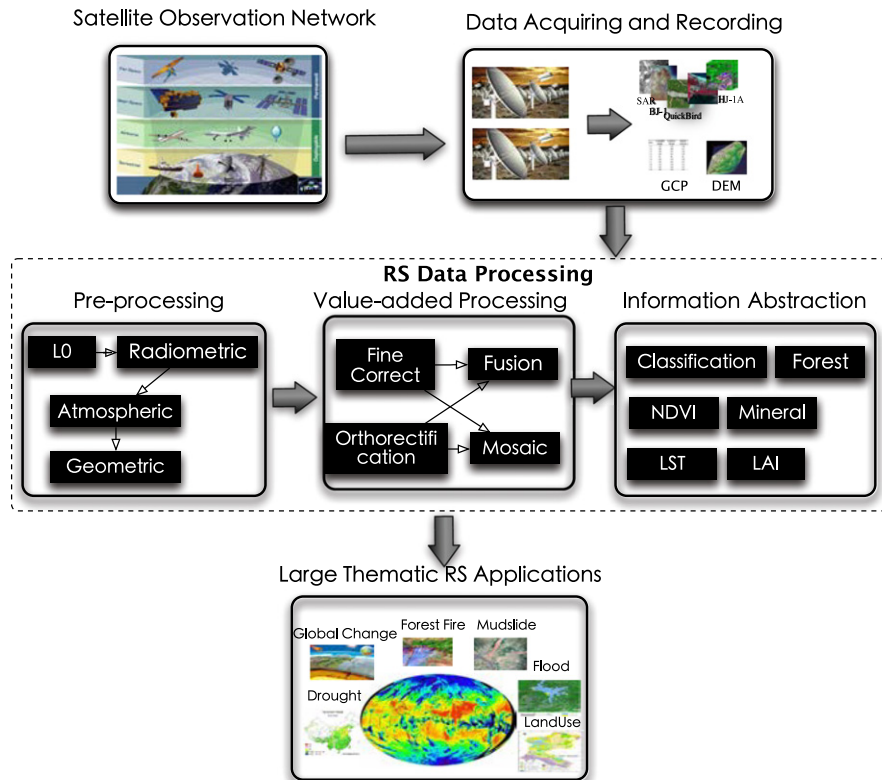 Satellite Observation Network
Data Acquiring and Recording
SAR
BJ-1
QuickBird
HJ-1A
GCP
DEM
RS Data Processing
Pre-processing
Value-added Processing
Information Abstraction
L0
Radiometric
Atmospheric
Geometric
Fine
Correct
Fusion
Orthorectifi
cation
Mosaic
Classification
Forest
NDVI
Mineral
LST
LAI
Large Thematic RS Applications
Global Change
Forest Fire
Mudslide
Flood
Drought
LandUse